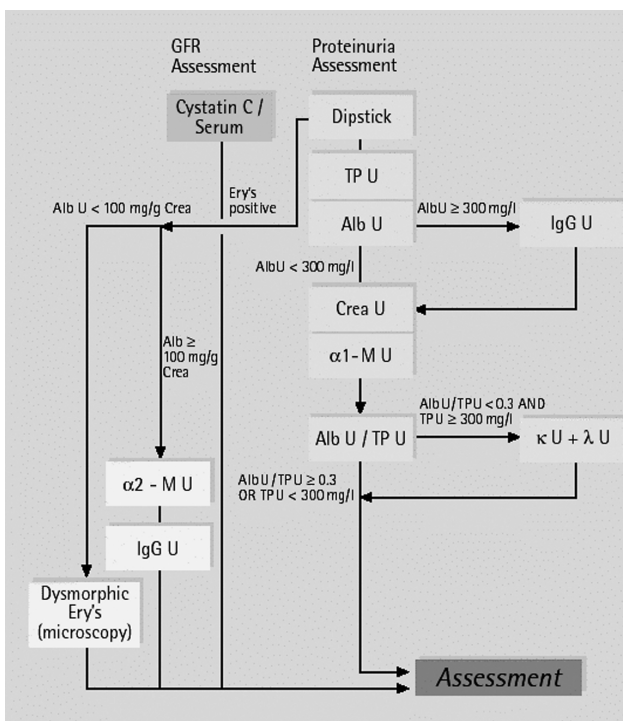 GFR
Assessment
Proteinuria
Assessment
Cystatin C /
Serum
Dipstick
TP U
Alb U
Ery's
positive
Alb U < 100 mg/g Crea
AlbU ≥ 300 mg/l
IgG U
AlbU < 300 mg/l
Crea U
α1-M U
Alb ≥
100 mg/g
Crea
AlbU/TPU < 0.3 AND
TPU ≥ 300 mg/l
Alb U / TP U
κ U + λ U
AlbU/TPU ≥ 0.3
OR TPU < 300 mg/l
α2 - M U
IgG U
Dysmorphic
Ery's
(microscopy)
Assessment